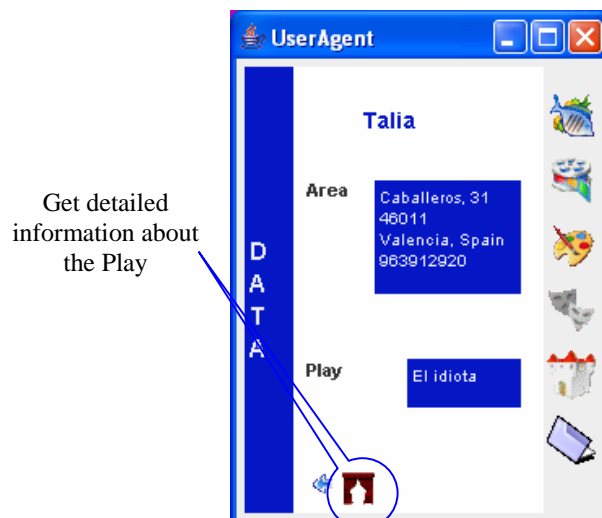 UserAgent
Talia
Area
Caballeros, 31
46011
Valencia, Spain
963912920
Get detailed
information about
the Play
D
A
T
A
Play
El idiota